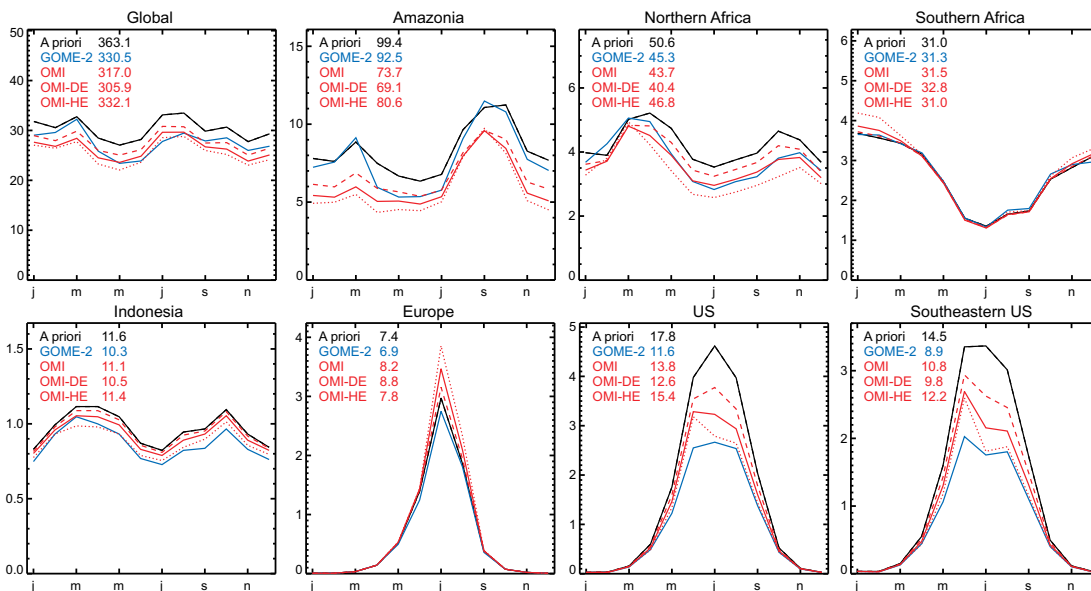 Global
50
40
30
20
10
0
A priori 363.1
GOME-2 330.5
OMI 317.0
OMI-DE 305.9
OMI-HE 332.1
j m m j s n
Amazonia
15
10
5
0
A priori 99.4
GOME-2 92.5
OMI 73.7
OMI-DE 69.1
OMI-HE 80.6
j m m j s n
Northern Africa
6
4
2
0
A priori 50.6
GOME-2 45.3
OMI 43.7
OMI-DE 40.4
OMI-HE 46.8
j m m j s n
Southern Africa
6
5
4
3
2
1
0
A priori 31.0
GOME-2 31.3
OMI 31.5
OMI-DE 32.8
OMI-HE 31.0
j m m j s n
Indonesia
1.5
1.0
0.5
0.0
A priori 11.6
GOME-2 10.3
OMI 11.1
OMI-DE 10.5
OMI-HE 11.4
j m m j s n
Europe
4
3
2
1
0
A priori 7.4
GOME-2 6.9
OMI 8.2
OMI-DE 8.8
OMI-HE 7.8
j m m j s n
US
5
4
3
2
1
0
A priori 17.8
GOME-2 11.6
OMI 13.8
OMI-DE 12.6
OMI-HE 15.4
j m m j s n
Southeastern US
3
2
1
0
A priori 14.5
GOME-2 8.9
OMI 10.8
OMI-DE 9.8
OMI-HE 12.2
j m m j s n